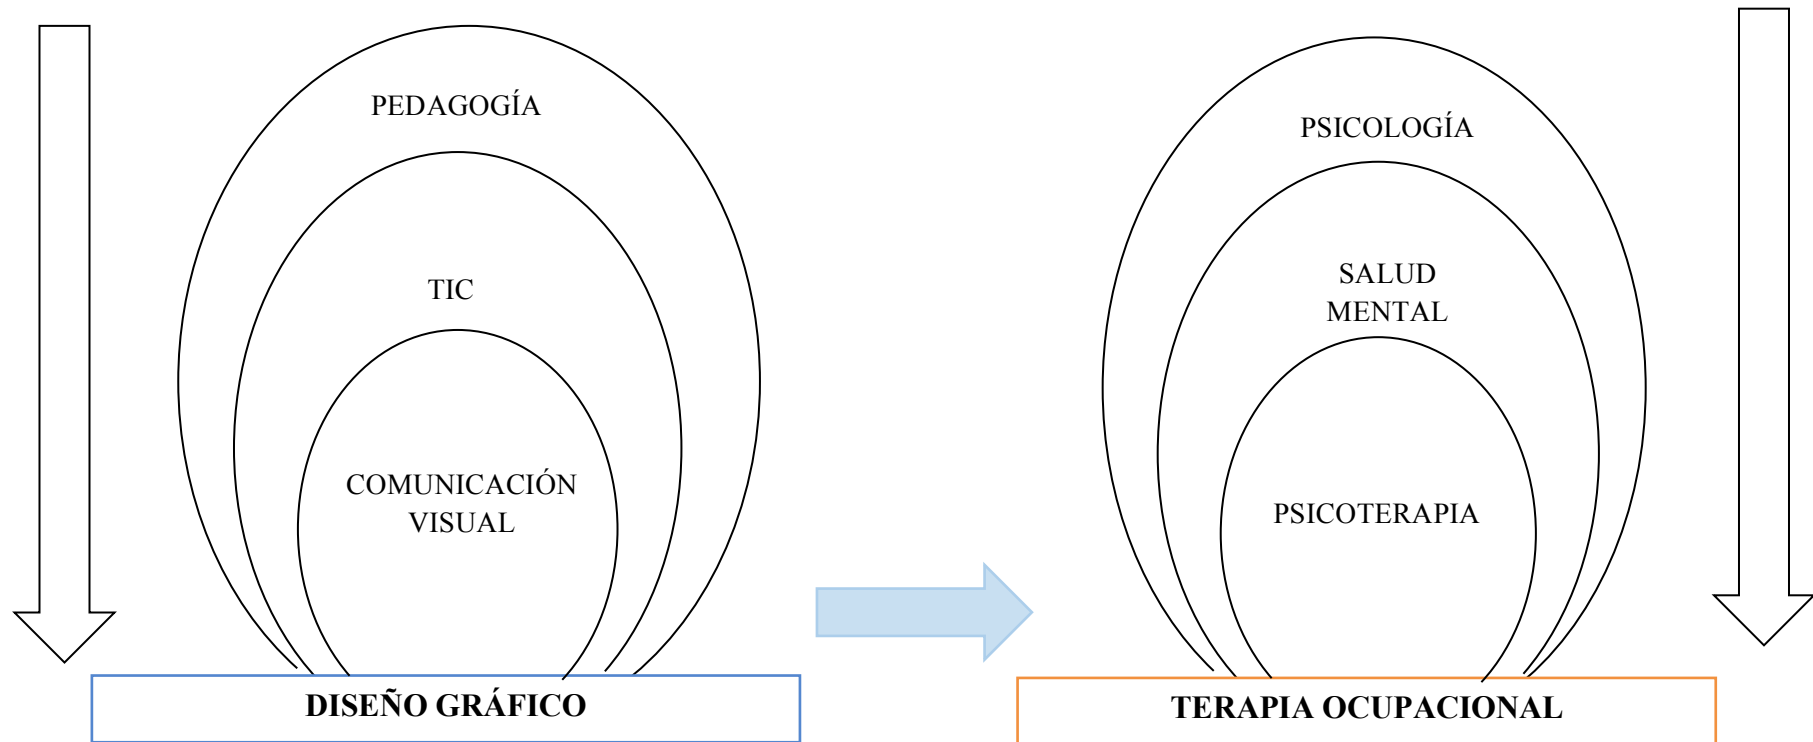 PEDAGOGÍA
TIC
COMUNICACIÓN
VISUAL
DISEÑO GRÁFICO
PSICOLOGÍA
SALUD
MENTAL
PSICOTERAPIA
TERAPIA OCUPACIONAL